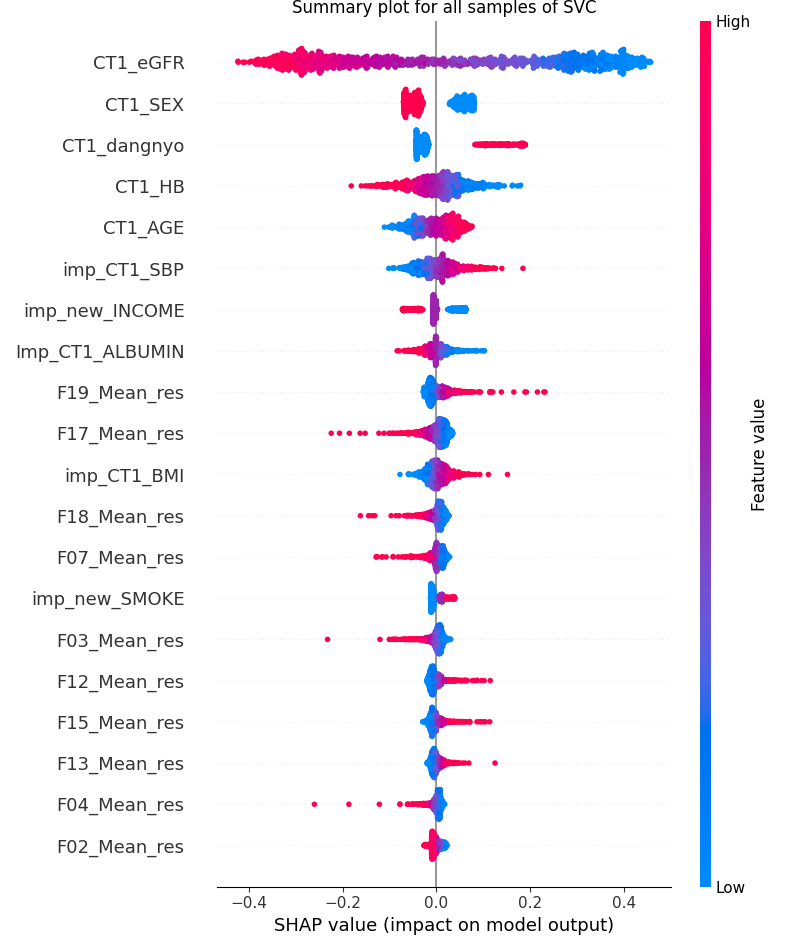 Summary plot for all samples of SVC
High
CT1_eGFR
CT1_SEX
CT1_dangnyo
CT1_HB
CT1_AGE
imp_CT1_SBP
imp_new_INCOME
Imp_CT1_ALBUMIN
F19_Mean_res
F17_Mean_res
imp_CT1_BMI
F18_Mean_res
F07_Mean_res
imp_new_SMOKE
F03_Mean_res
F12_Mean_res
F15_Mean_res
F13_Mean_res
F04_Mean_res
F02_Mean_res
Feature value
Low
−0.4 −0.2 0.0 0.2 0.4
SHAP value (impact on model output)